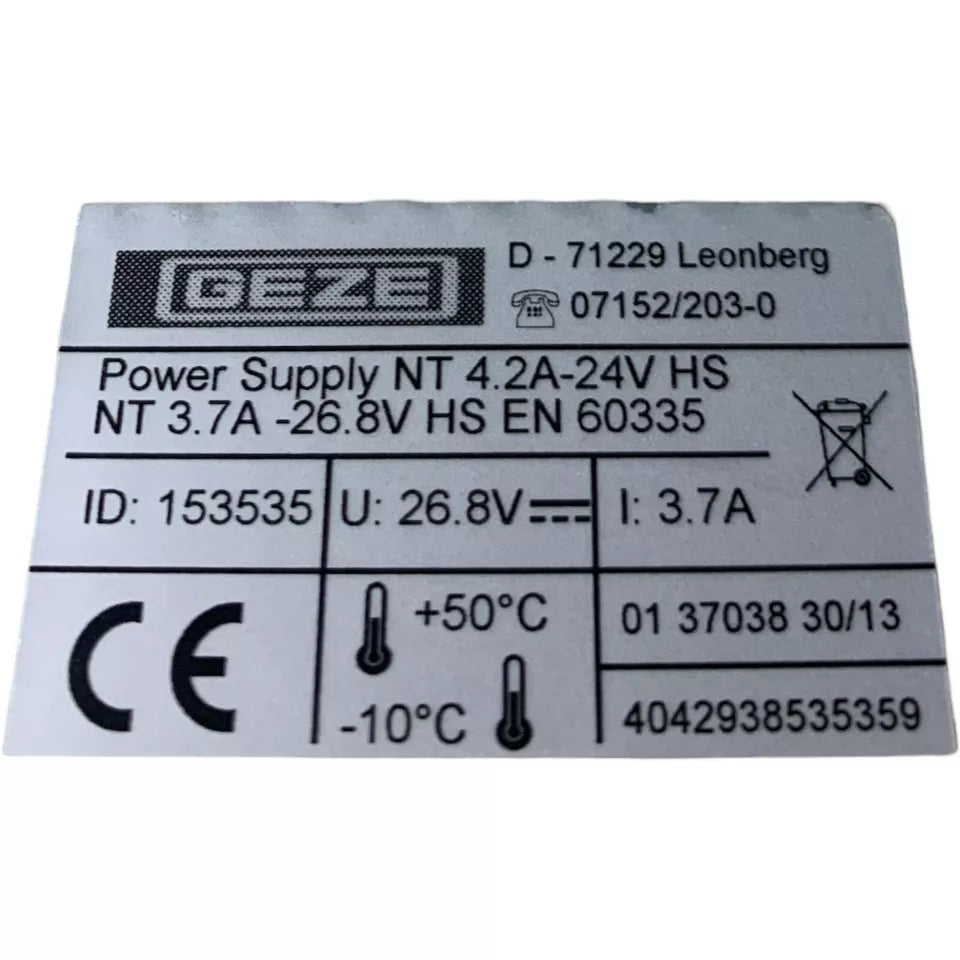 GEZE
D - 71229 Leonberg
07152/203-0
Power Supply NT 4.2A-24V HS
NT 3.7A -26.8V HS EN 60335
ID: 153535
U: 26.8V
I: 3.7A
CE
+50°C
-10°C
01 37038 30/13
4042938535359